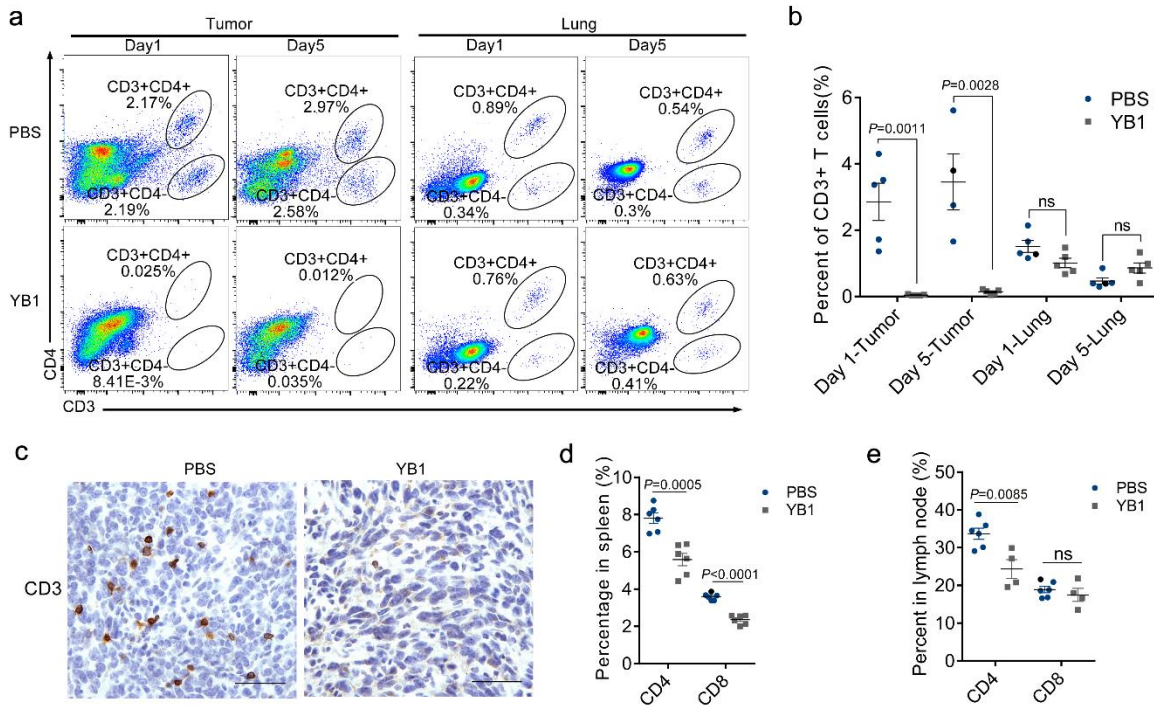 a
Tumor
Lung
Day1
Day5
Day1
Day5
PBS
CD3+CD4+
2.17%
CD3+CD4-
2.19%
CD3+CD4+
2.97%
CD3+CD4-
2.58%
CD3+CD4+
0.89%
CD3+CD4-
0.34%
CD3+CD4+
0.54%
CD3+CD4-
0.3%
YB1
CD3+CD4+
0.025%
CD3+CD4-
8.41E-3%
CD3+CD4+
0.012%
CD3+CD4-
0.035%
CD3+CD4+
0.76%
CD3+CD4-
0.22%
CD3+CD4+
0.63%
CD3+CD4-
0.41%
CD4
CD3
b
Percent of CD3+ T cells(%)
6
4
2
0
P=0.0011
P=0.0028
ns
ns
PBS
YB1
Day 1-Tumor
Day 5-Tumor
Day 1-Lung
Day 5-Lung
c
PBS
YB1
CD3
d
Percentage in spleen (%)
10
8
6
4
2
0
P=0.0005
P<0.0001
PBS
YB1
CD4
CD8
e
Percent in lymph node (%)
50
40
30
20
10
0
P=0.0085
ns
PBS
YB1
CD4
CD8